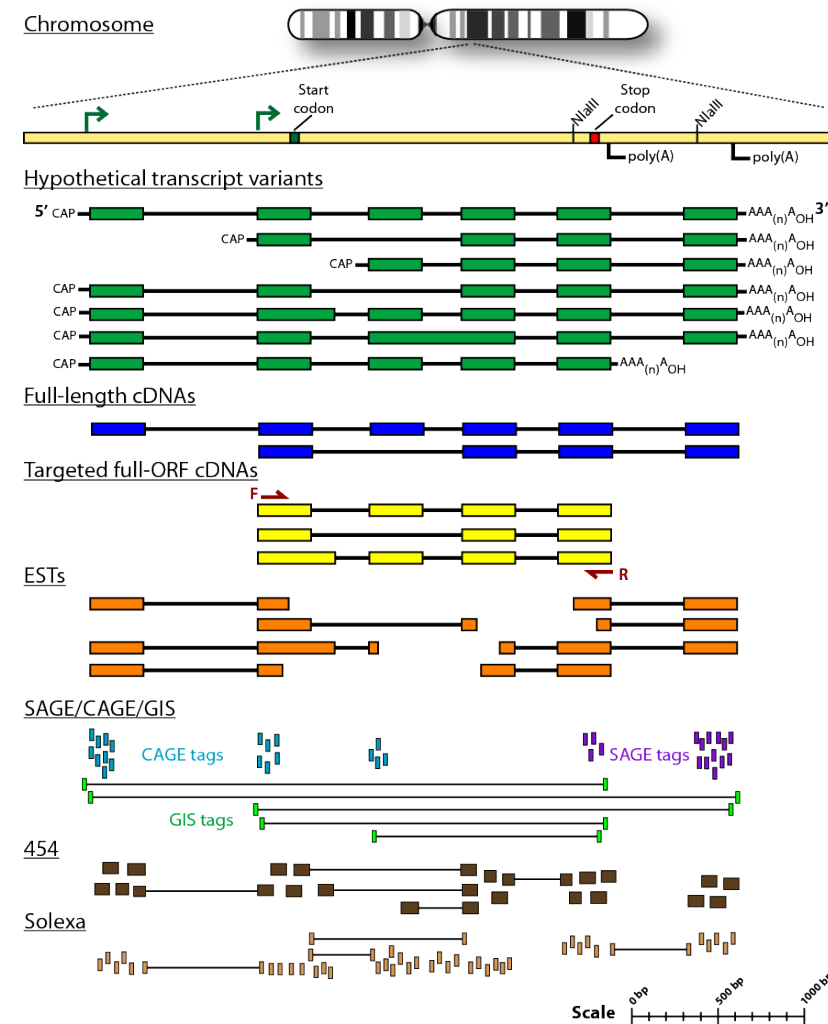 Chromosome
Start
codon
NlaIII
Stop
codon
NlaIII
poly(A)
poly(A)
Hypothetical transcript variants
5' CAP AAA(n)AOH 3'
CAP AAA(n)AOH
CAP AAA(n)AOH
CAP AAA(n)AOH
CAP AAA(n)AOH
CAP AAA(n)AOH
CAP AAA(n)AOH
Full-length cDNAs
Targeted full-ORF cDNAs
F
R
ESTs
SAGE/CAGE/GIS
CAGE tags
SAGE tags
GIS tags
454
Solexa
Scale
0 bp
500 bp
1000 bp